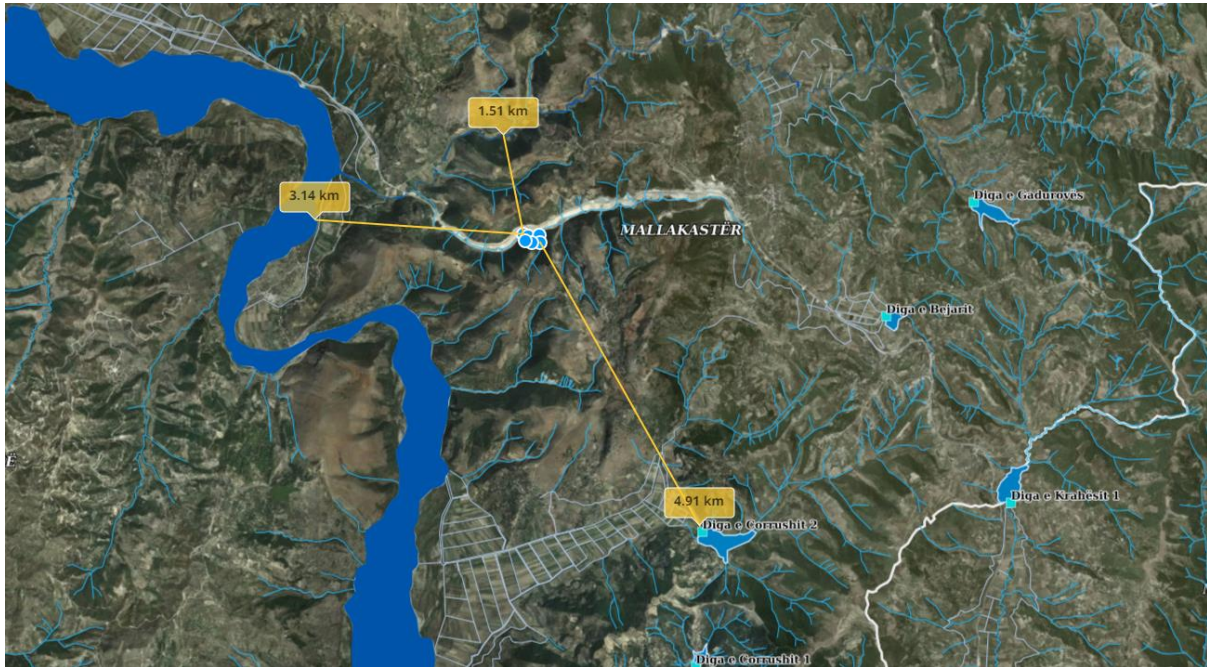 1.51 km
3.14 km
Diga e Gadurovës
MALLAKASTËR
Diga e Bejarit
Ë
4.91 km
Diga e Krahësit 1
Diga e Corrushit 2
Diga e Corrushit 1